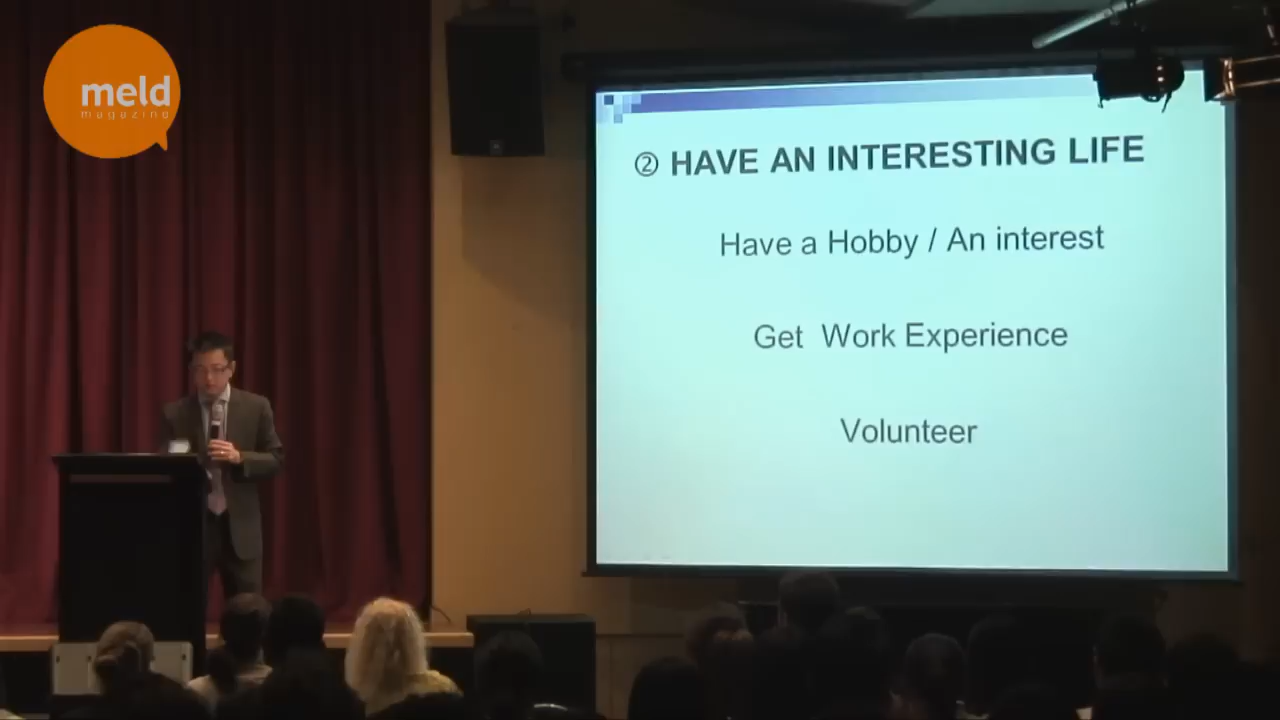 meld
magazine
② HAVE AN INTERESTING LIFE
Have a Hobby / An interest
Get Work Experience
Volunteer